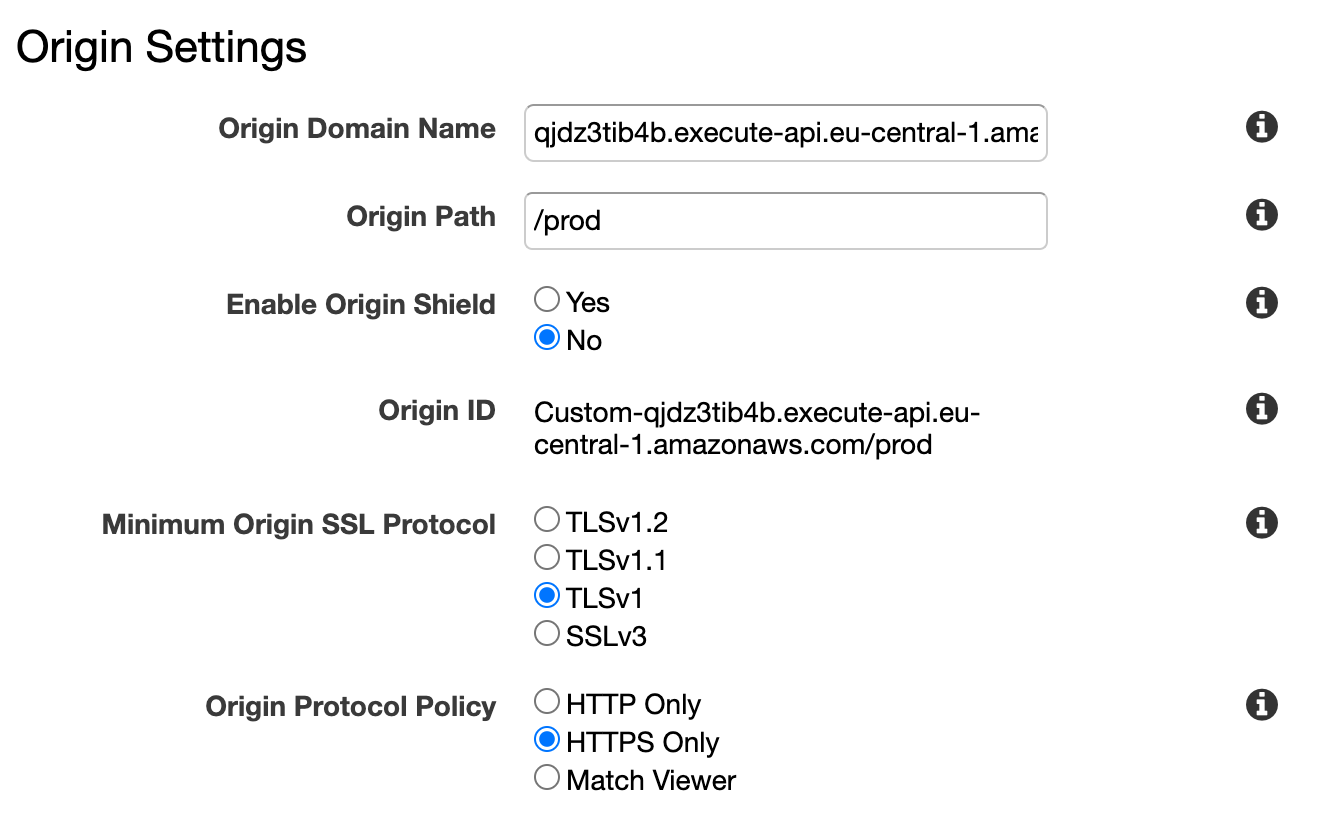 Origin Settings
Origin Domain Name
qjdz3tib4b.execute-api.eu-central-1.ama
Origin Path
/prod
Enable Origin Shield
Yes
No
Origin ID
Custom-qjdz3tib4b.execute-api.eu-
central-1.amazonaws.com/prod
Minimum Origin SSL Protocol
TLSv1.2
TLSv1.1
TLSv1
SSLv3
Origin Protocol Policy
HTTP Only
HTTPS Only
Match Viewer